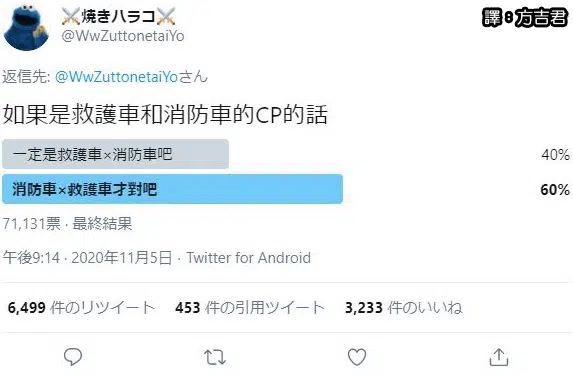 ⚔️焼きハラコ⚔️
譯:方吉君
@WwZuttonetaiYo
返信先: @WwZuttonetaiYoさん
如果是救護車和消防車的CP的話
一定是救護車×消防車吧 40%
消防車×救護車才對吧 60%
71,131票 · 最終結果
午後9:14 · 2020年11月5日 · Twitter for Android
6,499 件のリツイート 453 件の引用ツイート 3,233 件のいいね